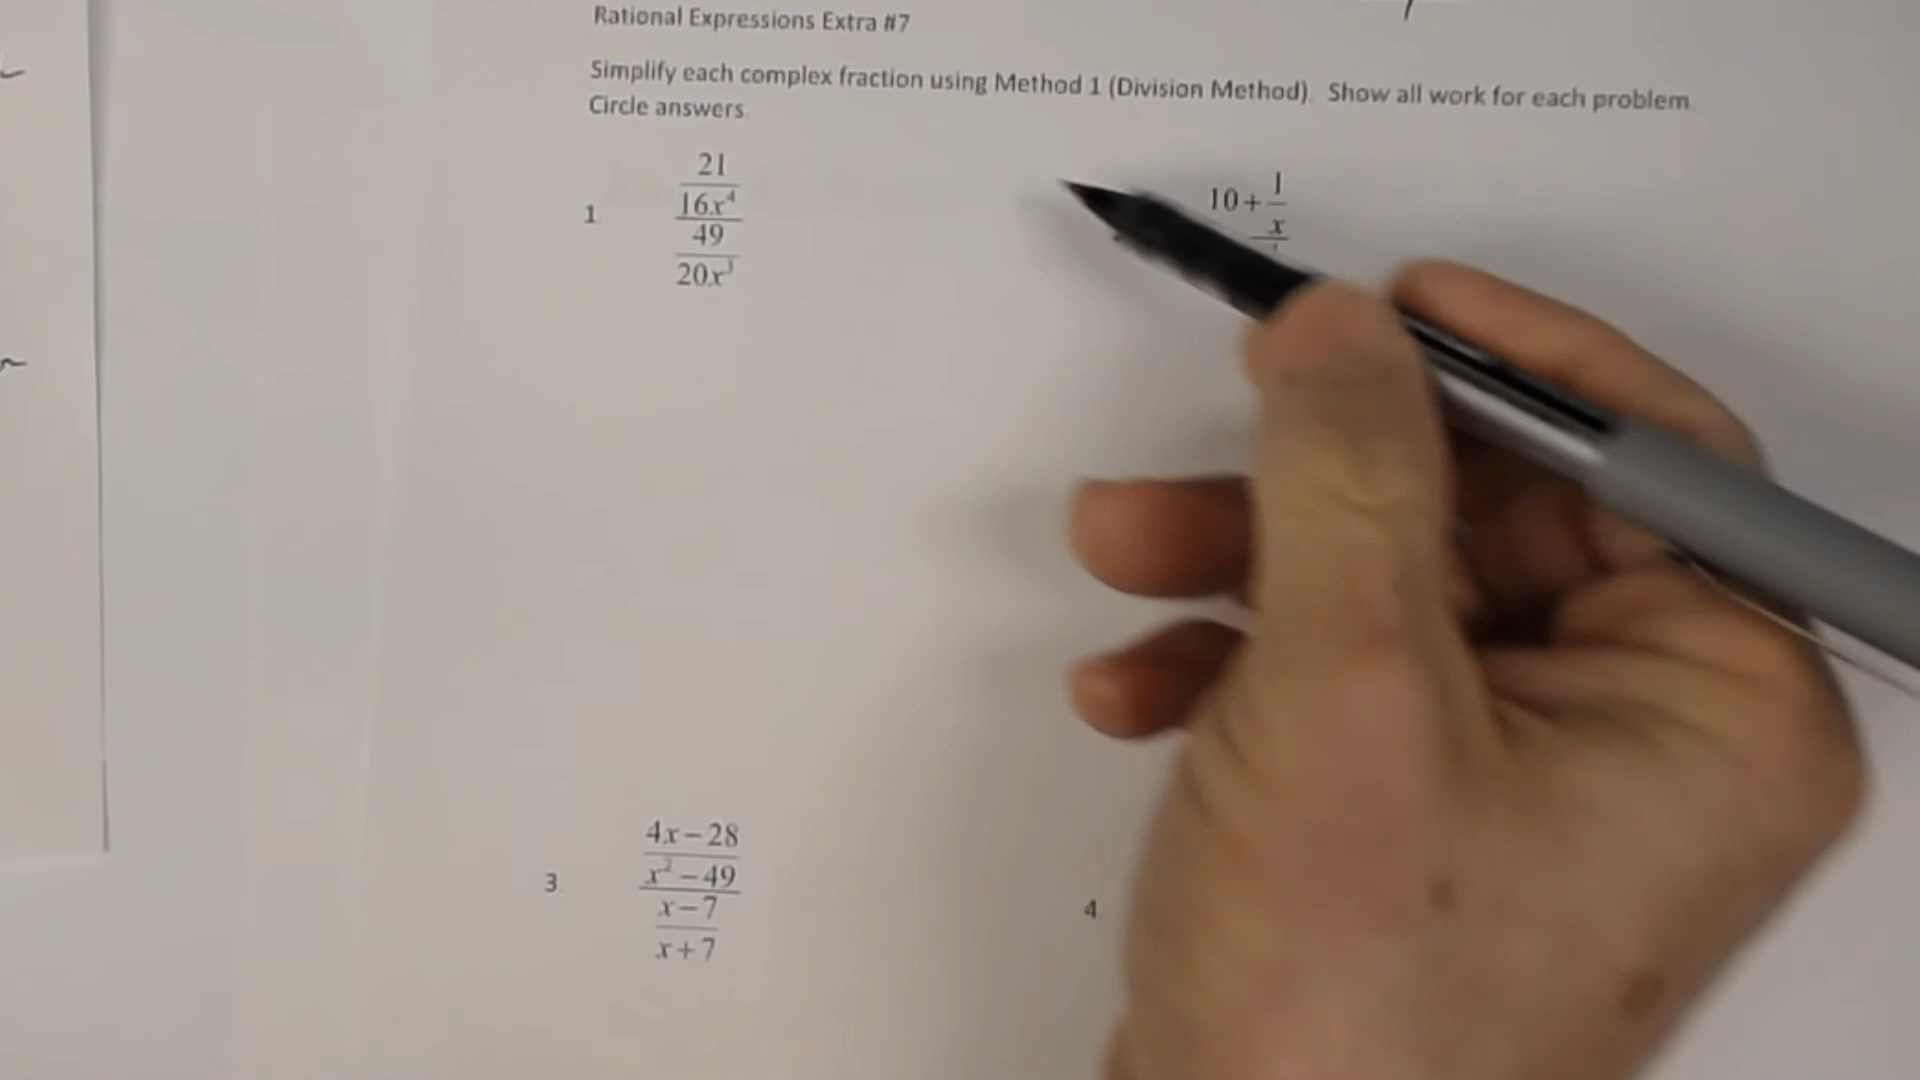 Rational Expressions Extra #7
Simplify each complex fraction using Method 1 (Division Method). Show all work for each problem.
Circle answers.
1
21
16x⁴
49
20x³
10+
1
x
3.
4x−28
x²−49
x−7
x+7
4.